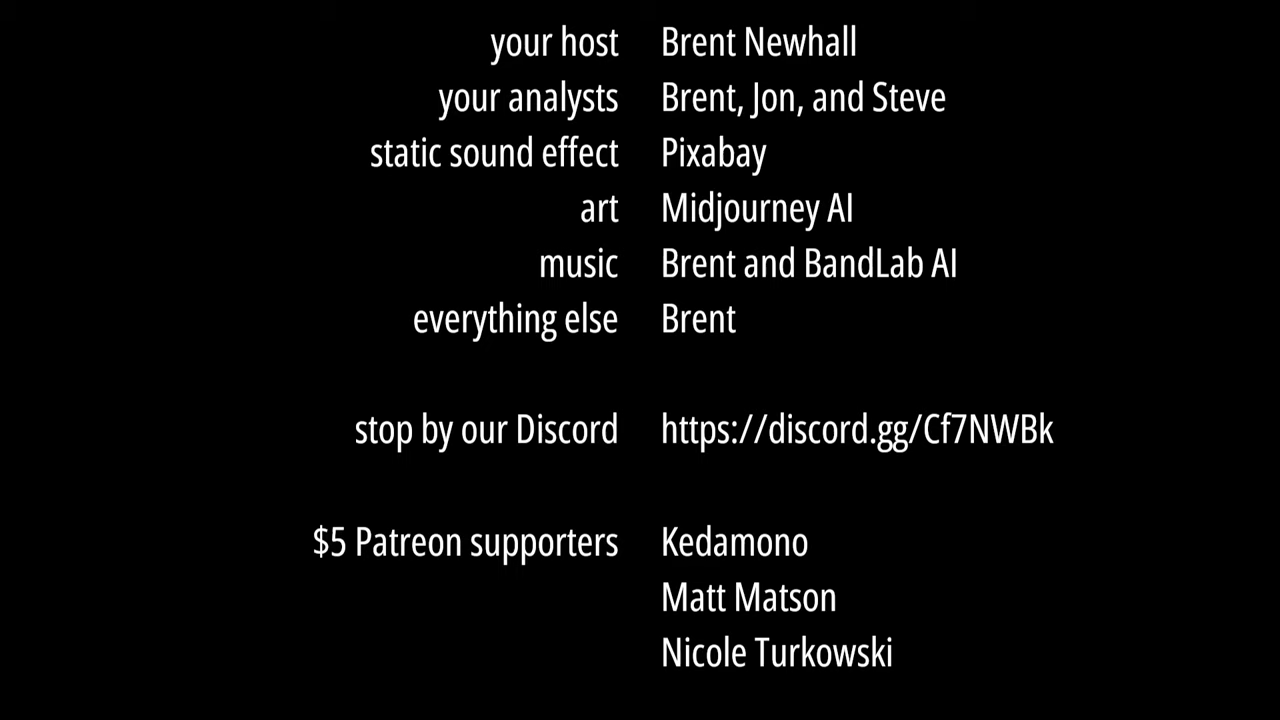 your host Brent Newhall
your analysts Brent, Jon, and Steve
static sound effect Pixabay
art Midjourney AI
music Brent and BandLab AI
everything else Brent
stop by our Discord https://discord.gg/Cf7NWBk
$5 Patreon supporters Kedamono
Matt Matson
Nicole Turkowski